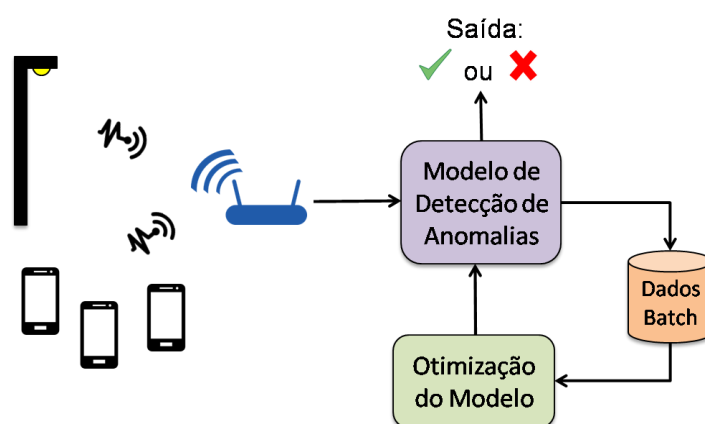 Saída:
ou
Modelo de
Detecção de
Anomalias
Dados
Batch
Otimização
do Modelo